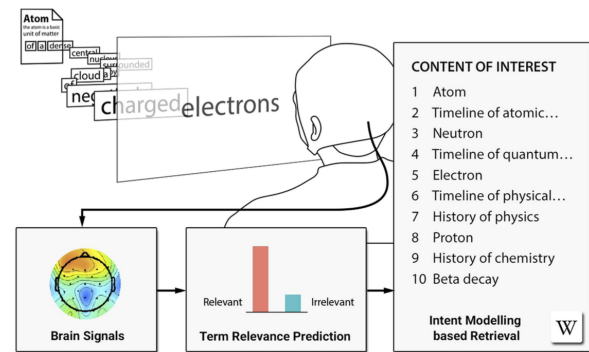 Atom
the atom is a basic
unit of matter
of a dense
central
nucleus
surrounded
by
cloud a
of
charged electrons
CONTENT OF INTEREST
1 Atom
2 Timeline of atomic…
3 Neutron
4 Timeline of quantum…
5 Electron
6 Timeline of physical…
7 History of physics
8 Proton
9 History of chemistry
10 Beta decay
Intent Modelling
based Retrieval
W
Brain Signals
Relevant
Irrelevant
Term Relevance Prediction